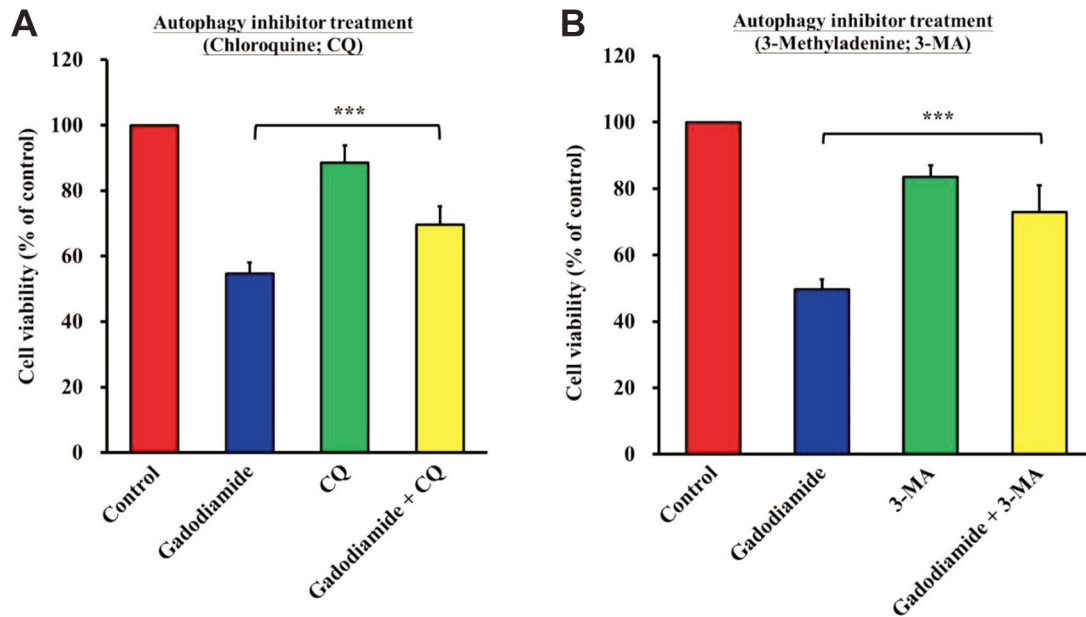 A
Autophagy inhibitor treatment
(Chloroquine; CQ)
120
100
80
60
40
20
0
Cell viability (% of control)
***
Control
Gadodiamide
CQ
Gadodiamide + CQ
B
Autophagy inhibitor treatment
(3-Methyladenine; 3-MA)
120
100
80
60
40
20
0
Cell viability (% of control)
***
Control
Gadodiamide
3-MA
Gadodiamide + 3-MA